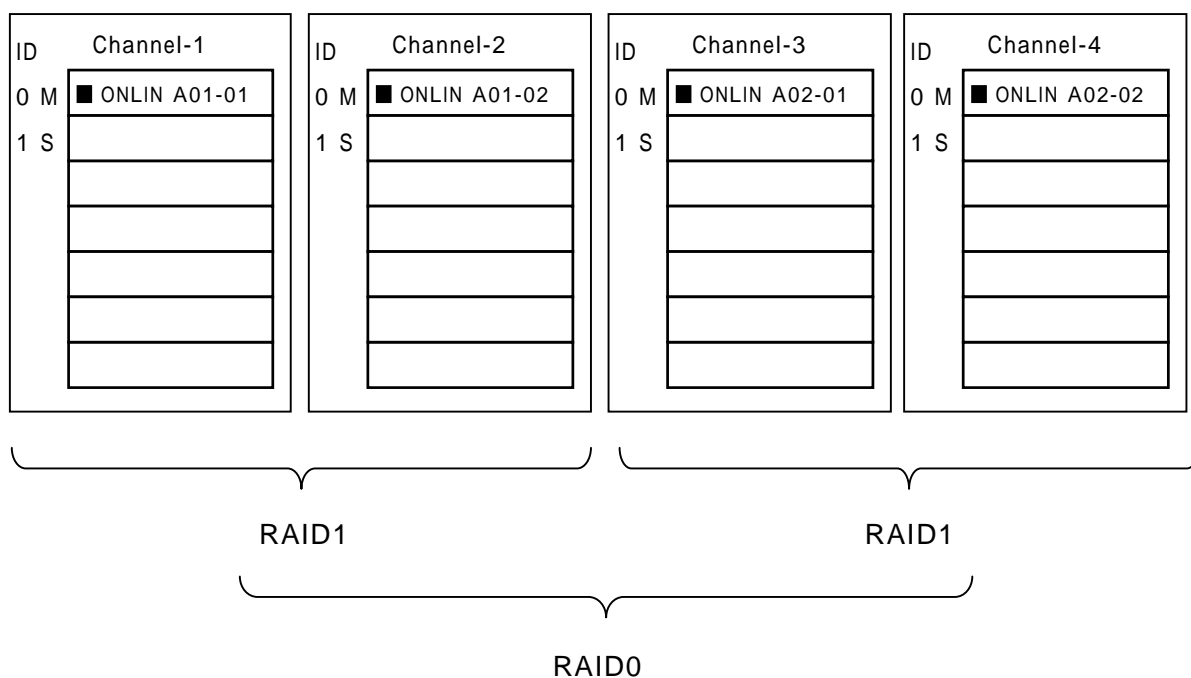 Channel-1 Channel-2 Channel-3 Channel-4
ID ID ID ID
0 M ■ ONLIN A01-01 0 M ■ ONLIN A01-02 0 M ■ ONLIN A02-01 0 M ■ ONLIN A02-02
1 S 1 S 1 S 1 S
RAID1 RAID1
RAID0